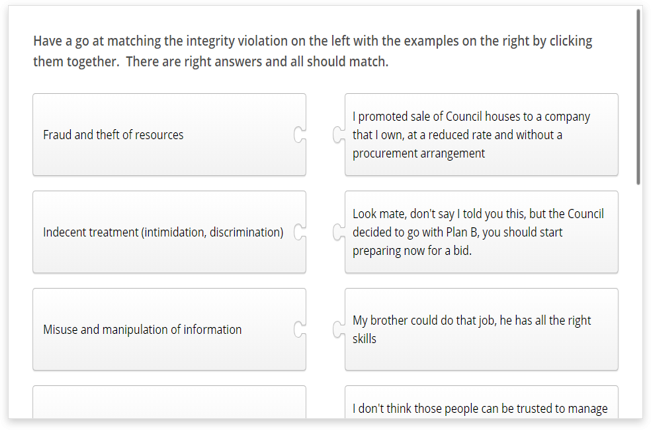 Have a go at matching the integrity violation on the left with the examples on the right by clicking
them together.  There are right answers and all should match.
Fraud and theft of resources
I promoted sale of Council houses to a company
that I own, at a reduced rate and without a
procurement arrangement
Indecent treatment (intimidation, discrimination)
Look mate, don't say I told you this, but the Council
decided to go with Plan B, you should start
preparing now for a bid.
Misuse and manipulation of information
My brother could do that job, he has all the right
skills
I don't think those people can be trusted to manage